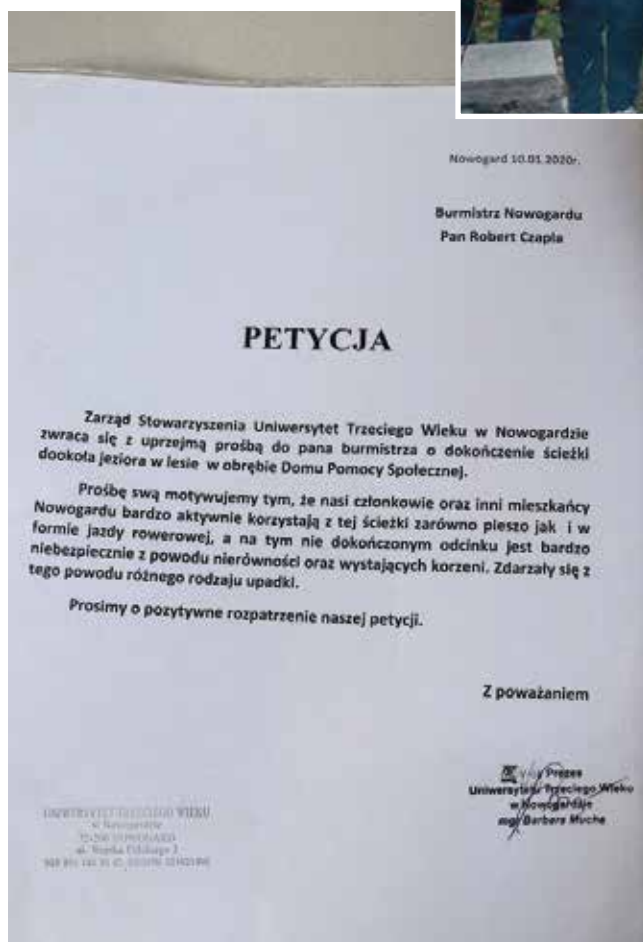 Nowogard 10.01.2020r.
Burmistrz Nowogardu
Pan Robert Czapla
PETYCJA
Zarząd Stowarzyszenia Uniwersytet Trzeciego Wieku w Nowogardzie
zwraca się z uprzejmą prośbą do pana burmistrza o dokończenie ścieżki
dookoła jeziora w lesie w obrębie Domu Pomocy Społecznej.
Prośbę swą motywujemy tym, że nasi członkowie oraz inni mieszkańcy
Nowogardu bardzo aktywnie korzystają z tej ścieżki zarówno pieszo jak i w
formie jazdy rowerowej, a na tym nie dokończonym odcinku jest bardzo
niebezpiecznie z powodu nierówności oraz wystających korzeni. Zdarzały się z
tego powodu różnego rodzaju upadki.
Prosimy o pozytywne rozpatrzenie naszej petycji.
Z poważaniem
Prezes
Uniwersytetu Trzeciego Wieku
w Nowogardzie
mgr Barbara Mucha
UNIWERSYTET TRZECIEGO WIEKU
w Nowogardzie
72-200 NOWOGARD